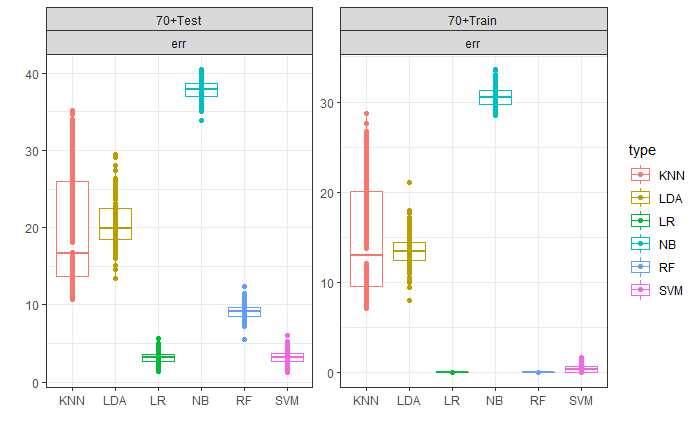 70+Test
70+Train
err
err
40
30
20
10
0
30
20
10
0
KNN LDA LR NB RF SVM
KNN LDA LR NB RF SVM
type
KNN
LDA
LR
NB
RF
SVM